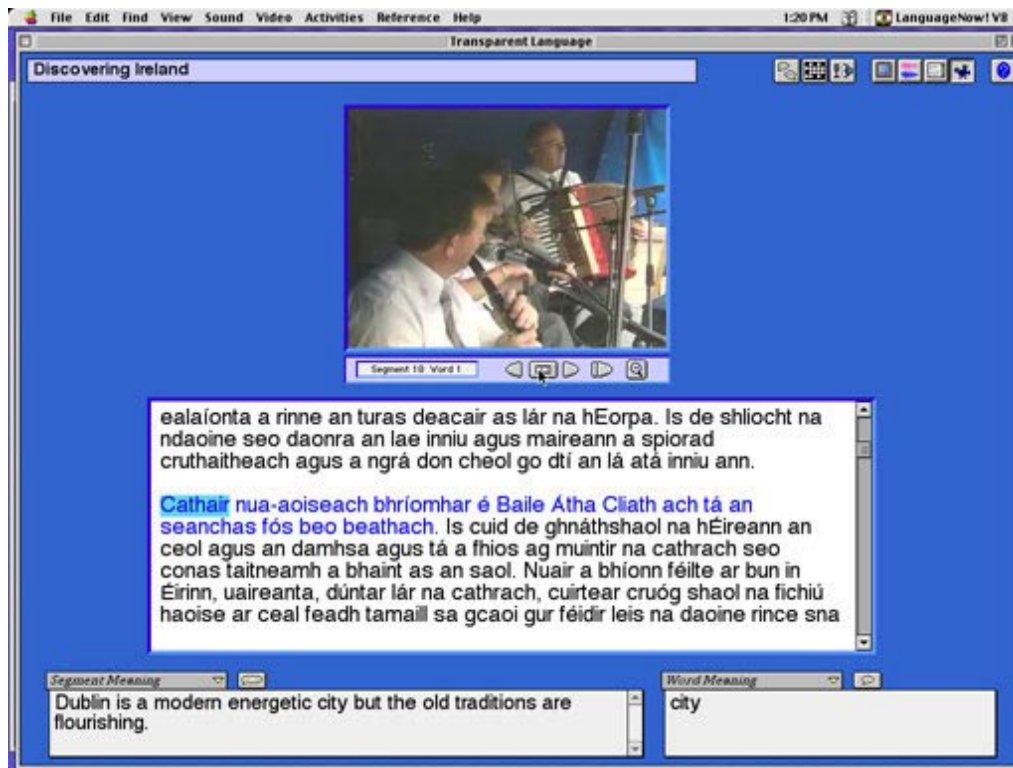 File Edit Find View Sound Video Activities Reference Help 1:20 PM LanguageNow! V8
Transparent Language
Discovering Ireland
Segment 18 Word 1
ealaíonta a rinne an turas deacair as lár na hEorpa. Is de shliocht na
ndaoine seo daonra an lae inniu agus maireann a spiorad
cruthaitheach agus a ngrá don cheol go dtí an lá atá inniu ann.
Cathair nua-aoiseach bhríomhar é Baile Átha Cliath ach tá an
seanchas fós beo beathach. Is cuid de ghnáthshaol na hÉireann an
ceol agus an damhsa agus tá a fhios ag muintir na cathrach seo
conas taitneamh a bhaint as an saol. Nuair a bhíonn féilte ar bun in
Éirinn, uaireanta, dúntar lár na cathrach, cuirtear cruóg shaol na fichiú
haoise ar ceal feadh tamaill sa gcaoi gur féidir leis na daoine rince sna
Segment Meaning
Dublin is a modern energetic city but the old traditions are
flourishing.
Word Meaning
city